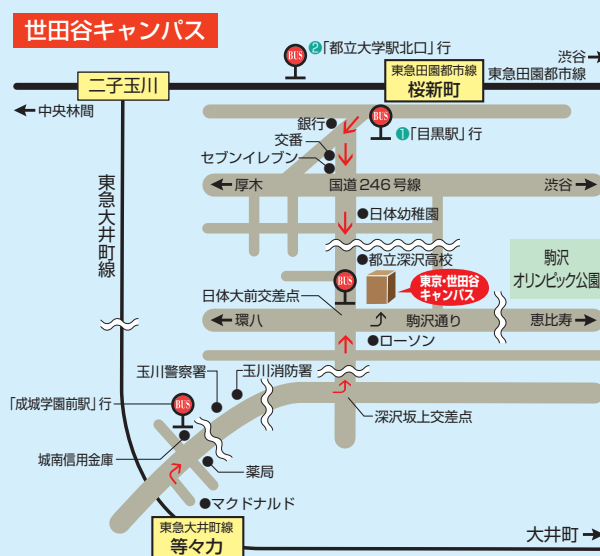 世田谷キャンパス
BUS
❷「都立大学駅北口」行
渋谷
東急田園都市線
桜新町
東急田園都市線
二子玉川
中央林間
銀行
BUS
❶「目黒駅」行
交番
セブンイレブン
東急大井町線
厚木
国道246号線
渋谷
日体幼稚園
都立深沢高校
駒沢
オリンピック公園
BUS
東京・世田谷
キャンパス
日体大前交差点
環八
駒沢通り
恵比寿
ローソン
玉川警察署
玉川消防署
「成城学園前駅」行
BUS
深沢坂上交差点
城南信用金庫
薬局
マクドナルド
東急大井町線
等々力
大井町